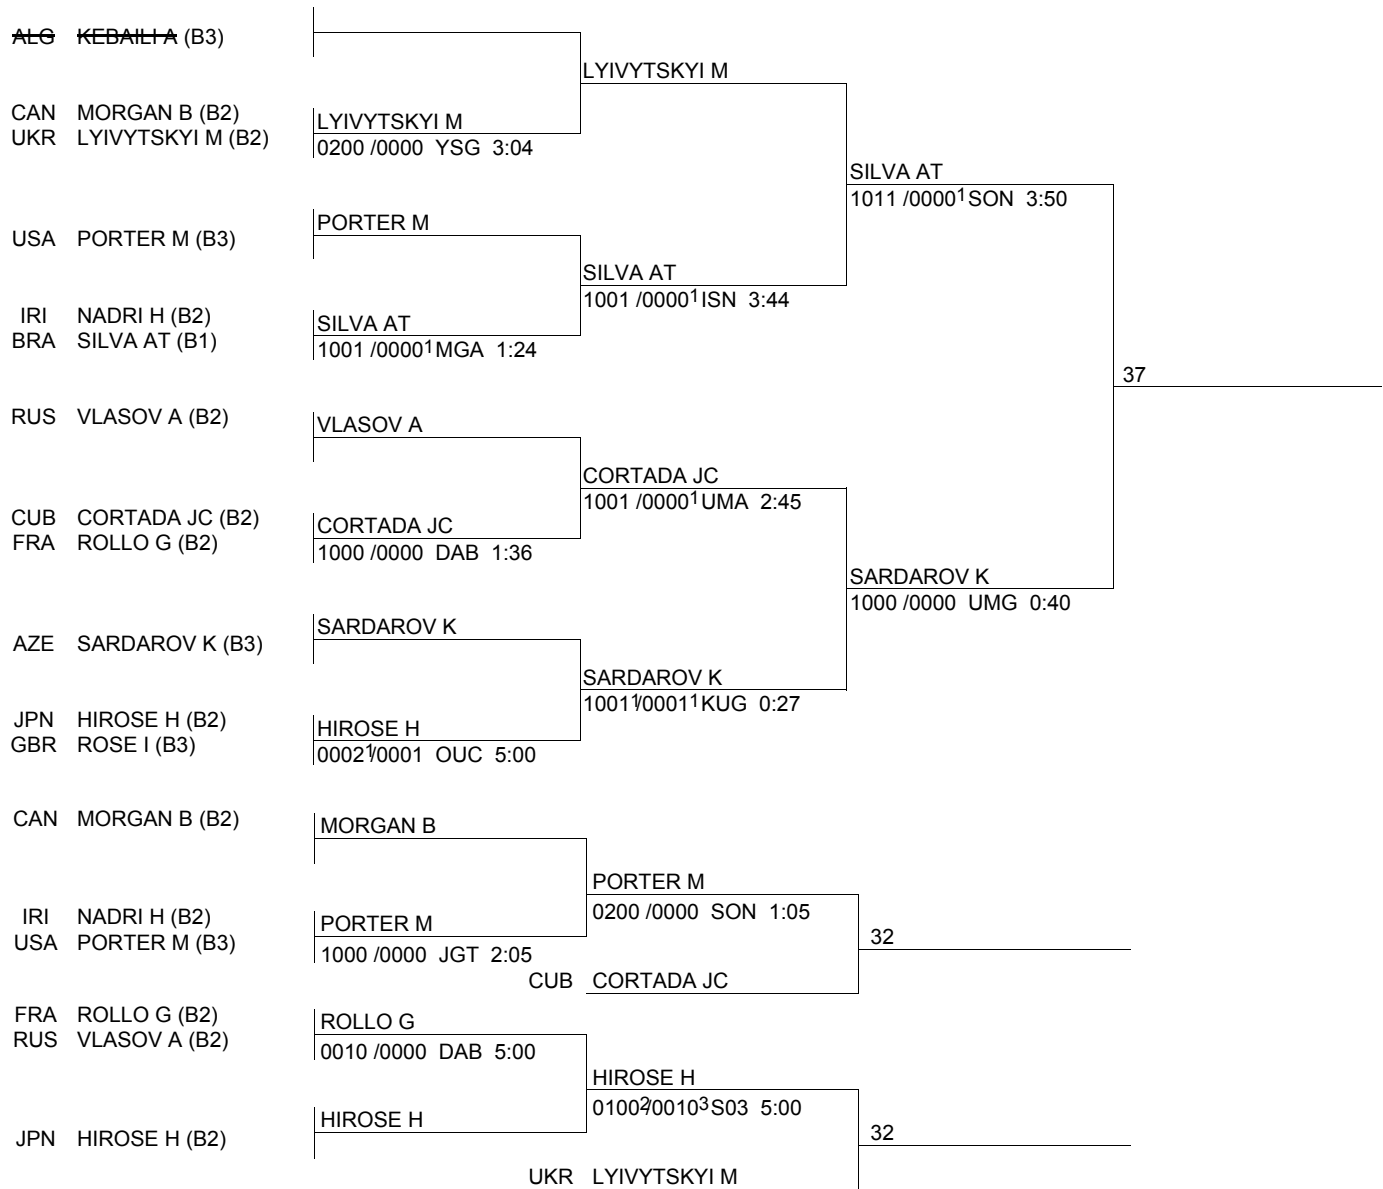 ALG KEBAILI A (B3)
LYIVYTSKYI M
CAN MORGAN B (B2)
UKR LYIVYTSKYI M (B2)
LYIVYTSKYI M
0200 /0000 YSG 3:04
SILVA AT
1011 /0000¹ SON 3:50
USA PORTER M (B3)
PORTER M
SILVA AT
1001 /0000¹ ISN 3:44
IRI NADRI H (B2)
BRA SILVA AT (B1)
SILVA AT
1001 /0000¹ MGA 1:24
37
RUS VLASOV A (B2)
VLASOV A
CORTADA JC
1001 /0000¹ UMA 2:45
CUB CORTADA JC (B2)
FRA ROLLO G (B2)
CORTADA JC
1000 /0000 DAB 1:36
SARDAROV K
1000 /0000 UMG 0:40
AZE SARDAROV K (B3)
SARDAROV K
SARDAROV K
1001¹/0001¹ KUG 0:27
JPN HIROSE H (B2)
GBR ROSE I (B3)
HIROSE H
0002¹/0001 OUC 5:00
CAN MORGAN B (B2)
MORGAN B
PORTER M
0200 /0000 SON 1:05
IRI NADRI H (B2)
USA PORTER M (B3)
PORTER M
1000 /0000 JGT 2:05
32
CUB CORTADA JC
FRA ROLLO G (B2)
RUS VLASOV A (B2)
ROLLO G
0010 /0000 DAB 5:00
HIROSE H
0100²/0010³ S03 5:00
JPN HIROSE H (B2)
HIROSE H
32
UKR LYIVYTSKYI M